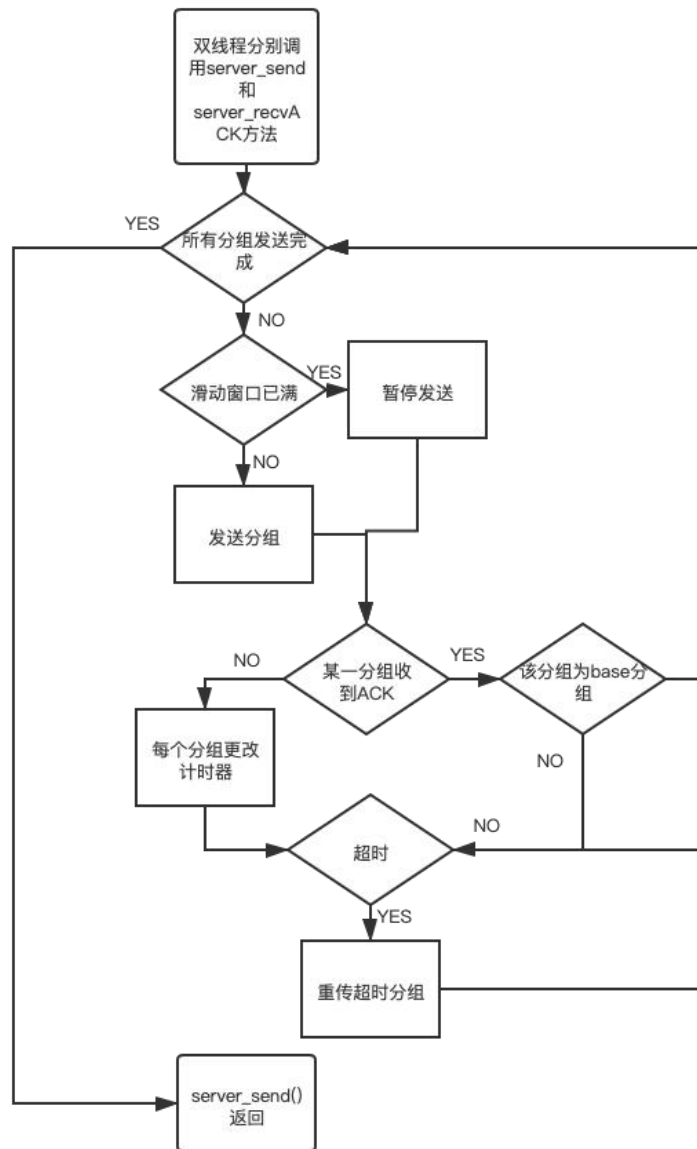 双线程分别调
用server_send
和
server_recvA
CK方法
YES
所有分组发送完
成
NO
滑动窗口已满
YES
暂停发送
NO
发送分组
NO
某一分组收
到ACK
YES
该分组为base分
组
每个分组更改
计时器
NO
超时
NO
YES
重传超时分组
server_send()
返回